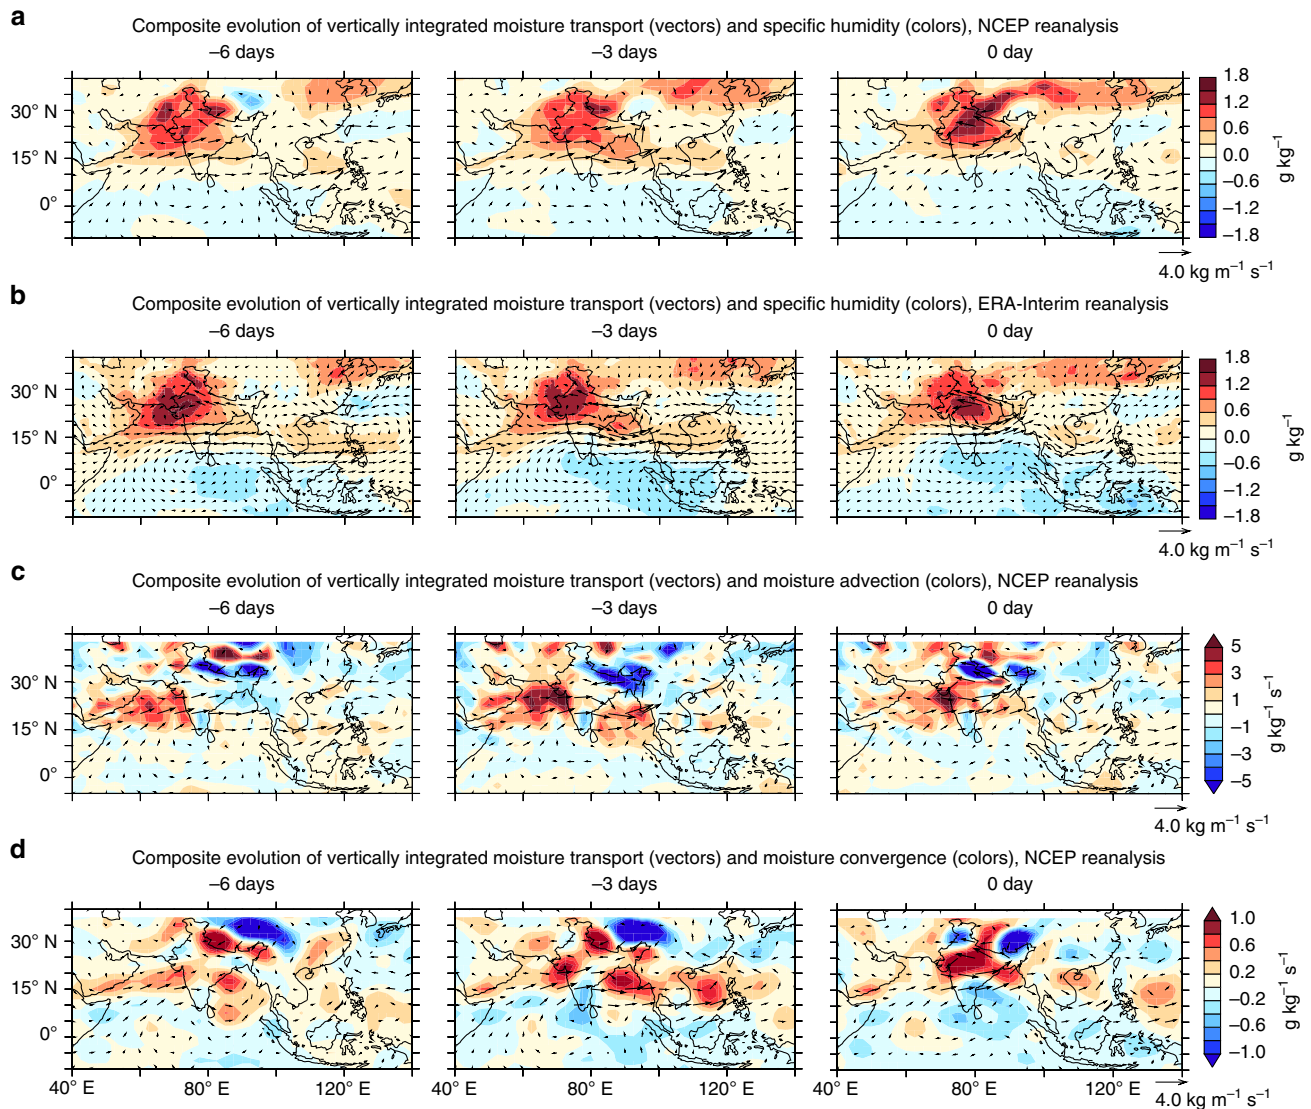 a
Composite evolution of vertically integrated moisture transport (vectors) and specific humidity (colors), NCEP reanalysis
–6 days –3 days 0 day
30° N
15° N
0°
1.8
1.2
0.6
0.0
–0.6
–1.2
–1.8
g kg⁻¹
4.0 kg m⁻¹ s⁻¹
b
Composite evolution of vertically integrated moisture transport (vectors) and specific humidity (colors), ERA-Interim reanalysis
–6 days –3 days 0 day
30° N
15° N
0°
1.8
1.2
0.6
0.0
–0.6
–1.2
–1.8
g kg⁻¹
4.0 kg m⁻¹ s⁻¹
c
Composite evolution of vertically integrated moisture transport (vectors) and moisture advection (colors), NCEP reanalysis
–6 days –3 days 0 day
30° N
15° N
0°
5
3
1
–1
–3
–5
g kg⁻¹ s⁻¹
4.0 kg m⁻¹ s⁻¹
d
Composite evolution of vertically integrated moisture transport (vectors) and moisture convergence (colors), NCEP reanalysis
–6 days –3 days 0 day
30° N
15° N
0°
1.0
0.6
0.2
–0.2
–0.6
–1.0
g kg⁻¹ s⁻¹
40° E 80° E 120° E 40° E 80° E 120° E 40° E 80° E 120° E
4.0 kg m⁻¹ s⁻¹